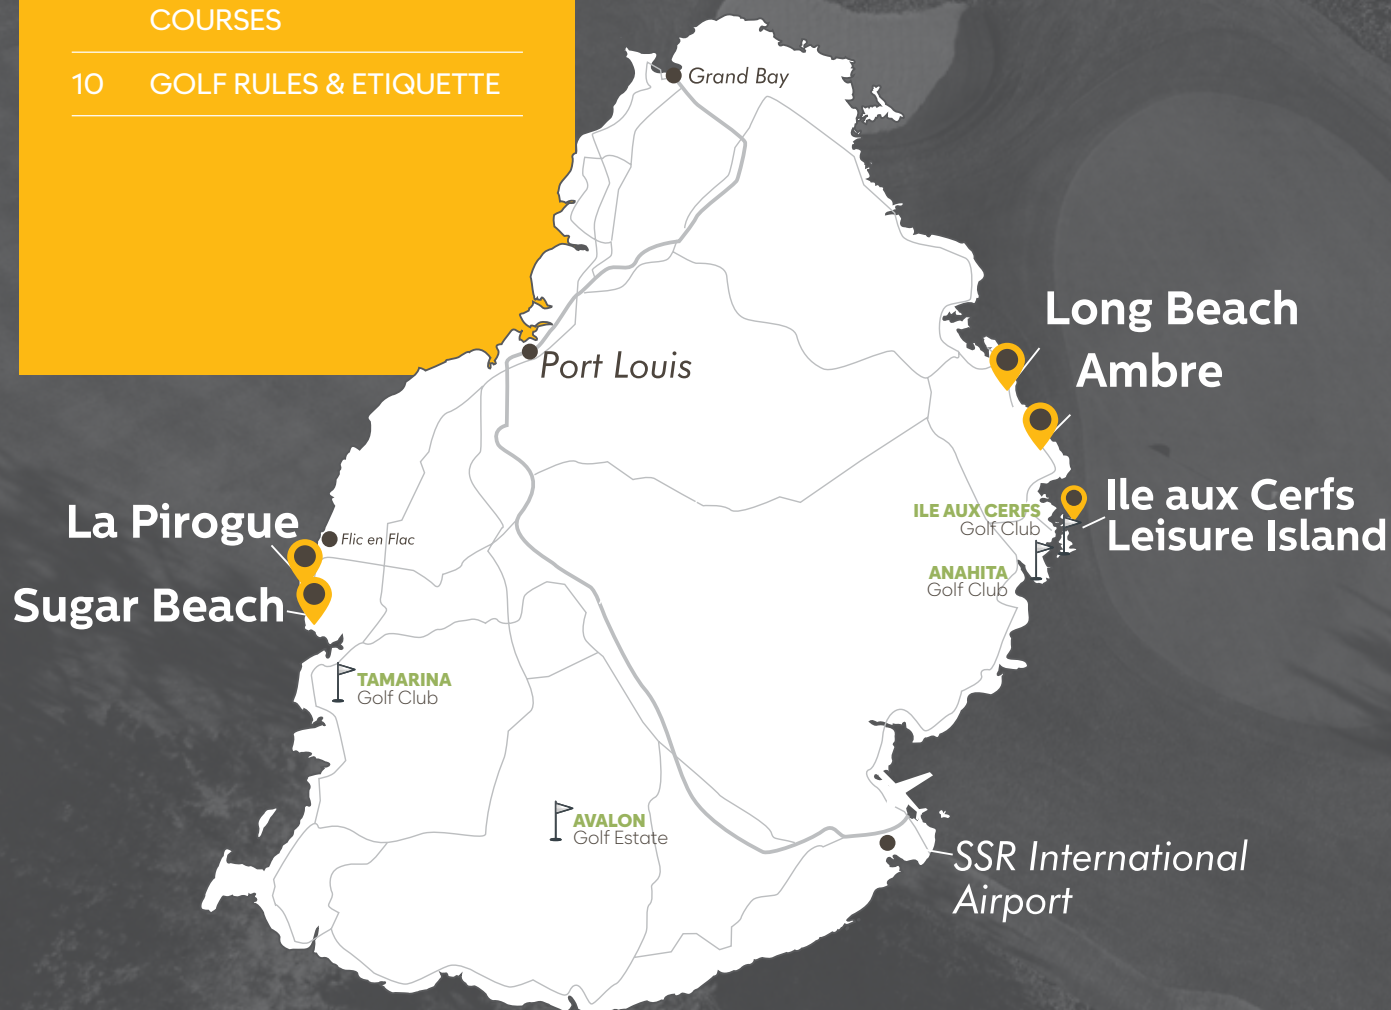 COURSES
10 GOLF RULES & ETIQUETTE
Grand Bay
Long Beach
Port Louis
Ambre
La Pirogue
Flic en Flac
ILE AUX CERFS
Golf Club
Ile aux Cerfs
Leisure Island
ANAHITA
Golf Club
Sugar Beach
TAMARINA
Golf Club
AVALON
Golf Estate
SSR International
Airport